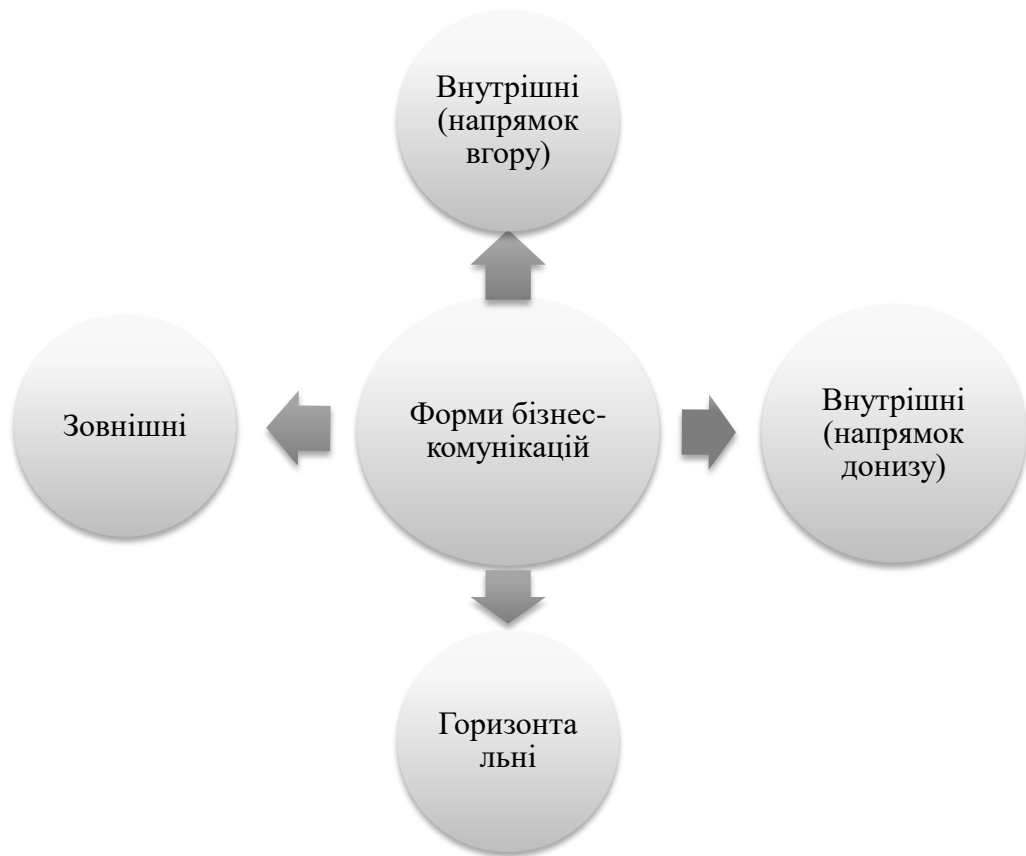 Внутрішні
(напрямок
вгору)
Зовнішні
Форми бізнес-
комунікацій
Внутрішні
(напрямок
донизу)
Горизонта
льні